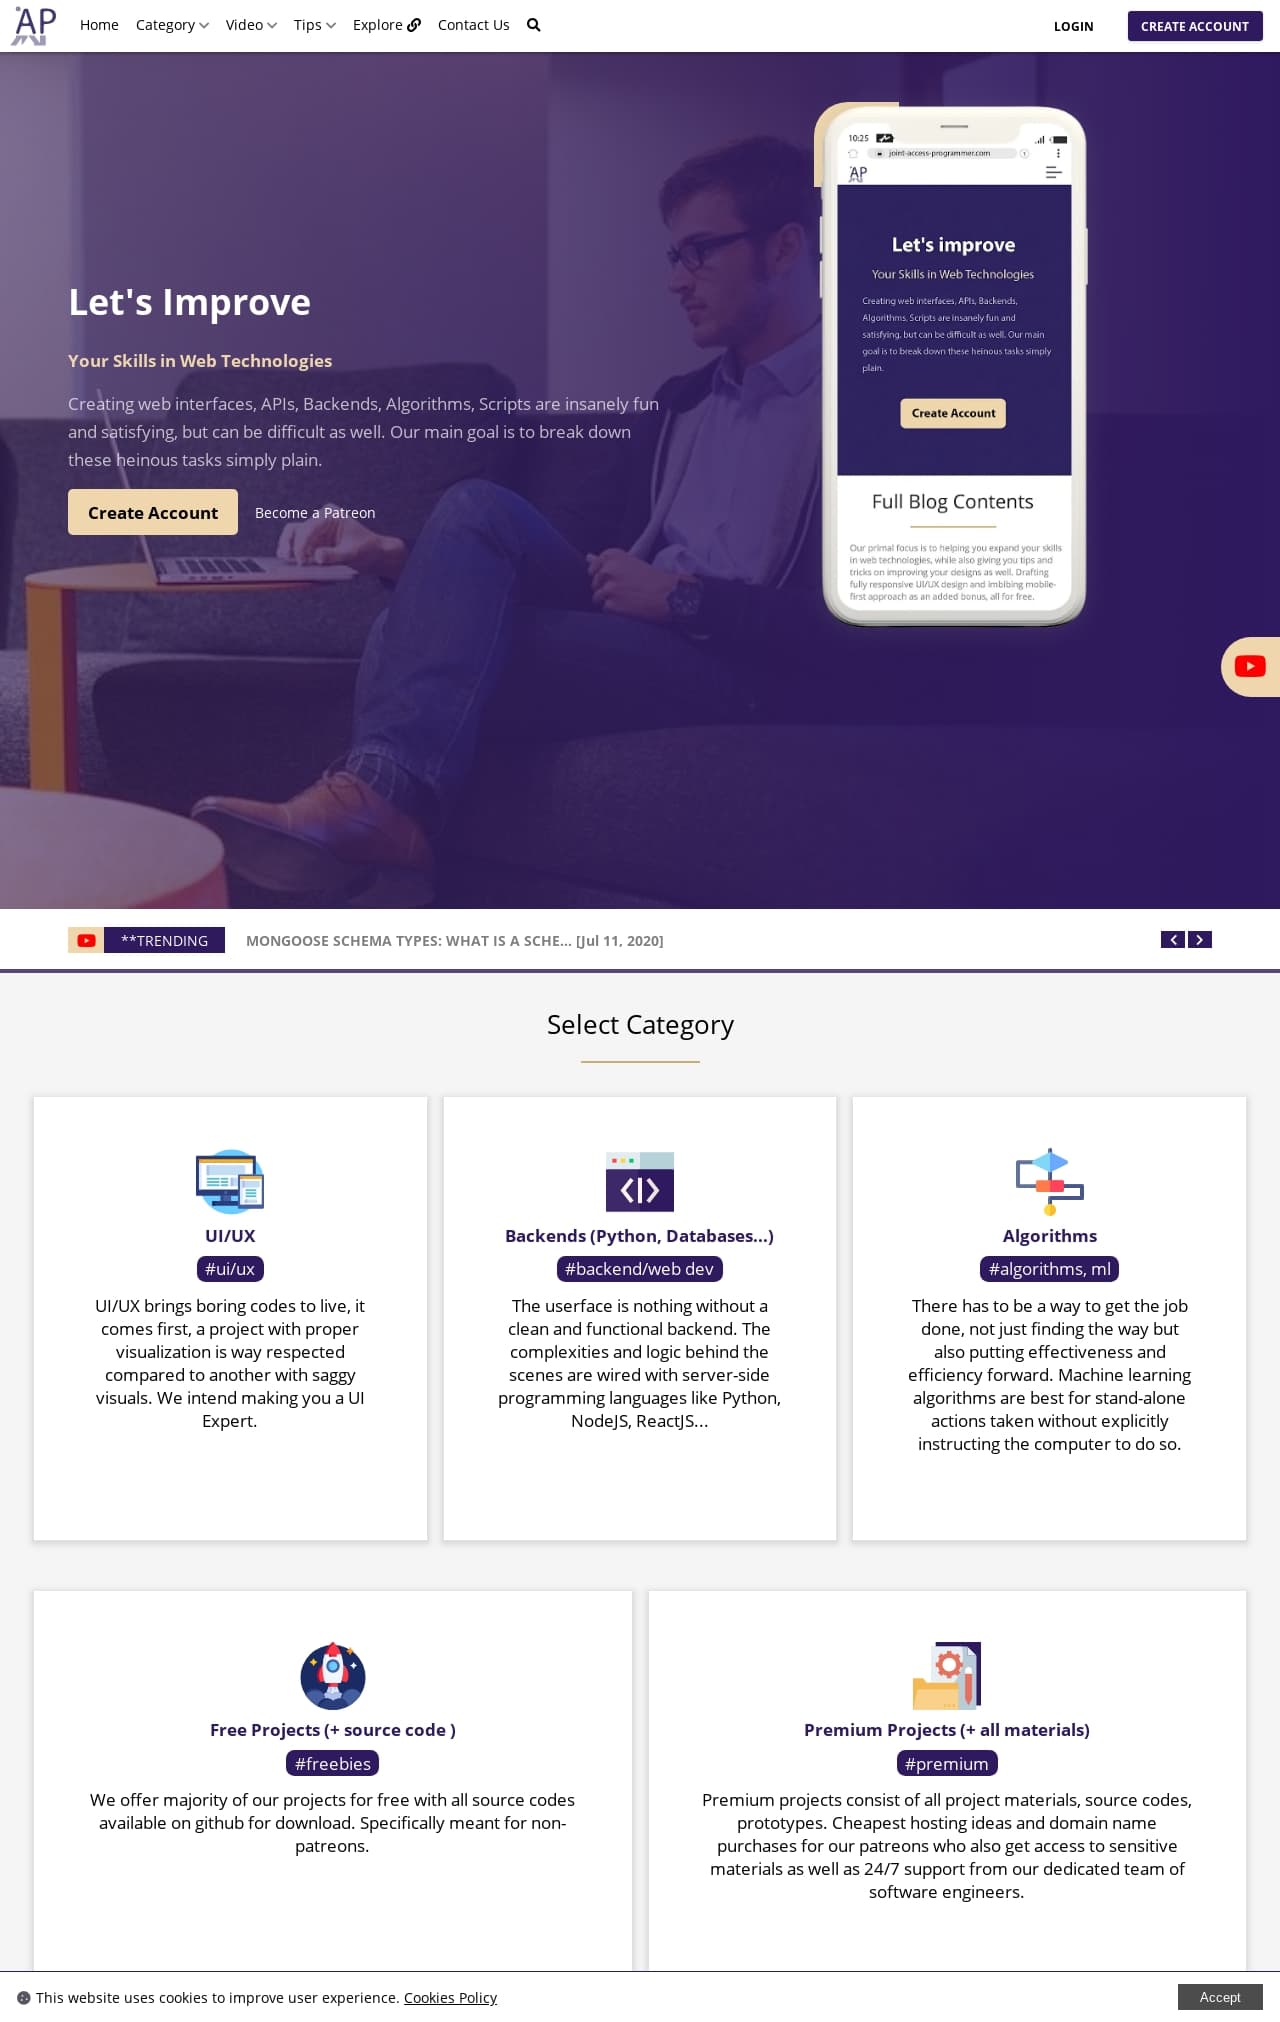 AP
Home Category Video Tips Explore Contact Us LOGIN CREATE ACCOUNT
10:25
joint-access-programmer.com
AP
Let's improve
Your Skills in Web Technologies
Creating web interfaces, APIs, Backends,
Algorithms, Scripts are insanely fun and
satisfying, but can be difficult as well. Our main
goal is to break down these heinous tasks simply
plain.
Create Account
Full Blog Contents
Our primal focus is to helping you expand your skills
in web technologies, while also giving you tips and
tricks on improving your designs as well. Drafting
fully responsive UI/UX design and imbibing mobile-
first approach as an added bonus, all for free.
Let's Improve
Your Skills in Web Technologies
Creating web interfaces, APIs, Backends, Algorithms, Scripts are insanely fun
and satisfying, but can be difficult as well. Our main goal is to break down
these heinous tasks simply plain.
Create Account Become a Patreon
**TRENDING MONGOOSE SCHEMA TYPES: WHAT IS A SCHE... [Jul 11, 2020]
Select Category
UI/UX
#ui/ux
UI/UX brings boring codes to live, it
comes first, a project with proper
visualization is way respected
compared to another with saggy
visuals. We intend making you a UI
Expert.
Backends (Python, Databases...)
#backend/web dev
The userface is nothing without a
clean and functional backend. The
complexities and logic behind the
scenes are wired with server-side
programming languages like Python,
NodeJS, ReactJS...
Algorithms
#algorithms, ml
There has to be a way to get the job
done, not just finding the way but
also putting effectiveness and
efficiency forward. Machine learning
algorithms are best for stand-alone
actions taken without explicitly
instructing the computer to do so.
Free Projects (+ source code )
#freebies
We offer majority of our projects for free with all source codes
available on github for download. Specifically meant for non-
patreons.
Premium Projects (+ all materials)
#premium
Premium projects consist of all project materials, source codes,
prototypes. Cheapest hosting ideas and domain name
purchases for our patreons who also get access to sensitive
materials as well as 24/7 support from our dedicated team of
software engineers.
This website uses cookies to improve user experience. Cookies Policy Accept